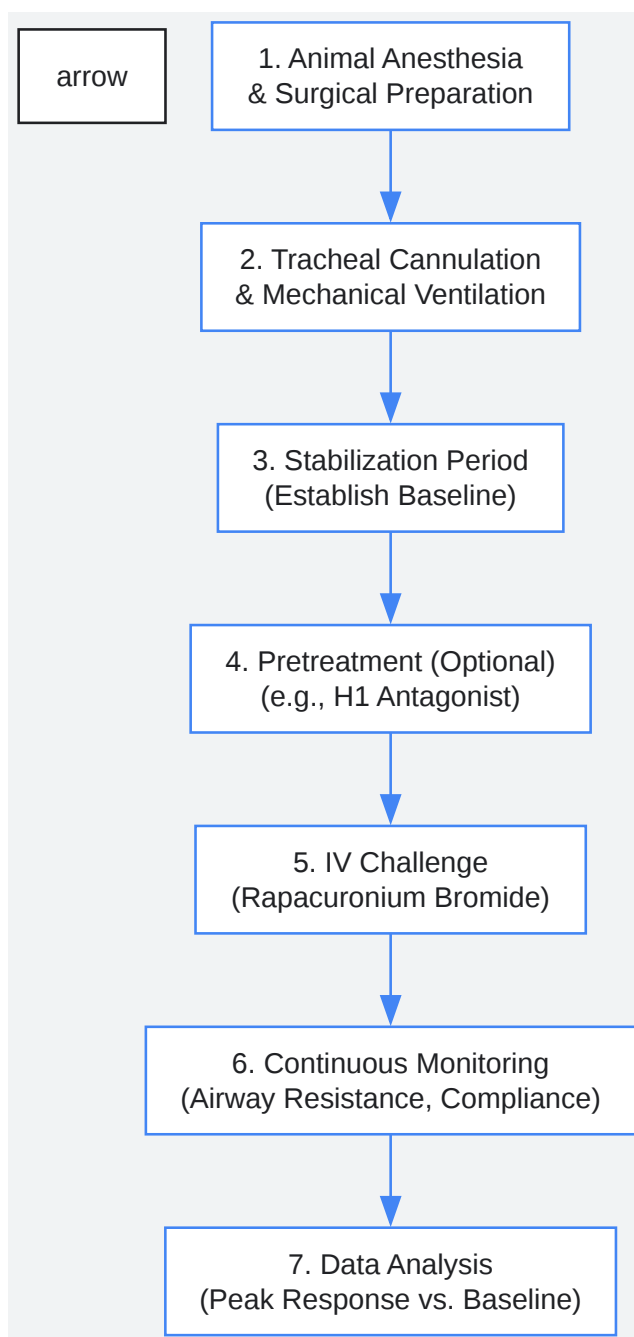 arrow
1. Animal Anesthesia
& Surgical Preparation
2. Tracheal Cannulation
& Mechanical Ventilation
3. Stabilization Period
(Establish Baseline)
4. Pretreatment (Optional)
(e.g., H1 Antagonist)
5. IV Challenge
(Rapacuronium Bromide)
6. Continuous Monitoring
(Airway Resistance, Compliance)
7. Data Analysis
(Peak Response vs. Baseline)